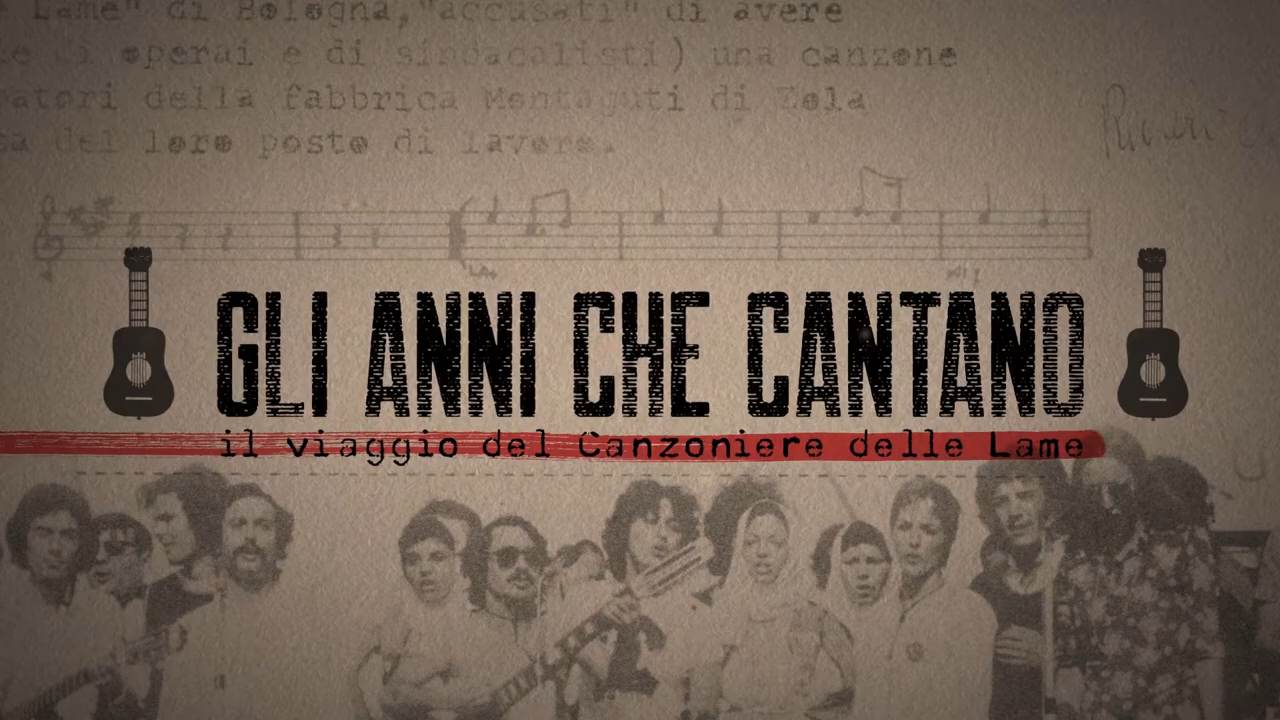 Lame" di Bologna,"accusati" di avere
di operai e di sindacalisti) una canzone
della fabbrica Montaguti di Zola
del loro posto di lavoro.
GLI ANNI CHE CANTANO
il viaggio del Canzoniere delle Lame